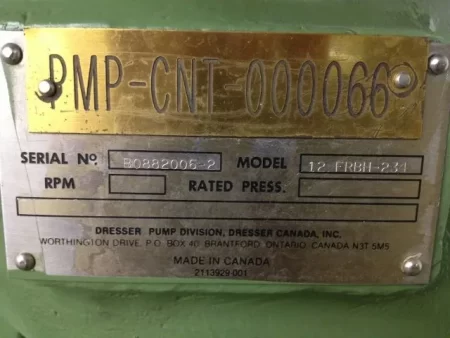 PMP-CNT-000066
SERIAL Nº. B0882006-2 MODEL 12 FRBH-231
RPM RATED PRESS.
DRESSER PUMP DIVISION, DRESSER CANADA, INC.
WORTHINGTON DRIVE, P.O. BOX 40, BRANTFORD, ONTARIO, CANADA N3T 5M5
MADE IN CANADA
2113929-001